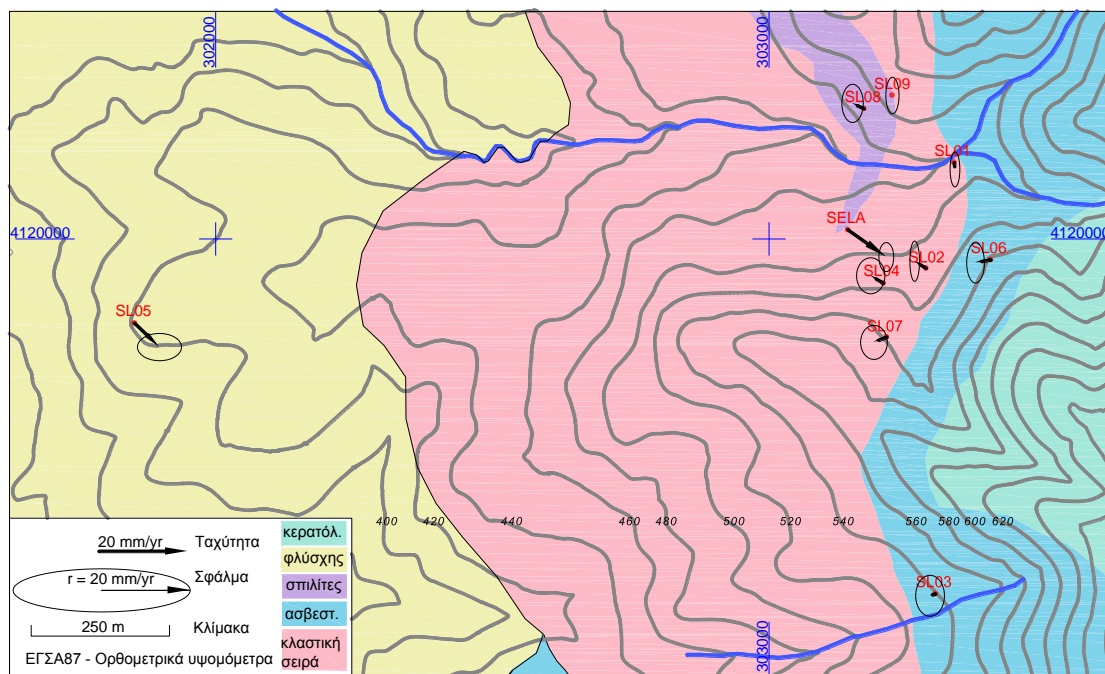 302000
303000
SL09
SL08
SL01
SELA
4120000
4120000
SL02
SL06
SL04
SL05
SL07
400 420 440 460 480 500 520 540 560 580 600 620
SL03
303000
20 mm/yr
Ταχύτητα
r = 20 mm/yr
Σφάλμα
250 m
Κλίμακα
ΕΓΣΑ87 - Ορθομετρικά υψομόμετρα
κερατόλ.
φλύσχης
σπιλίτες
ασβεστ.
κλαστική
σειρά